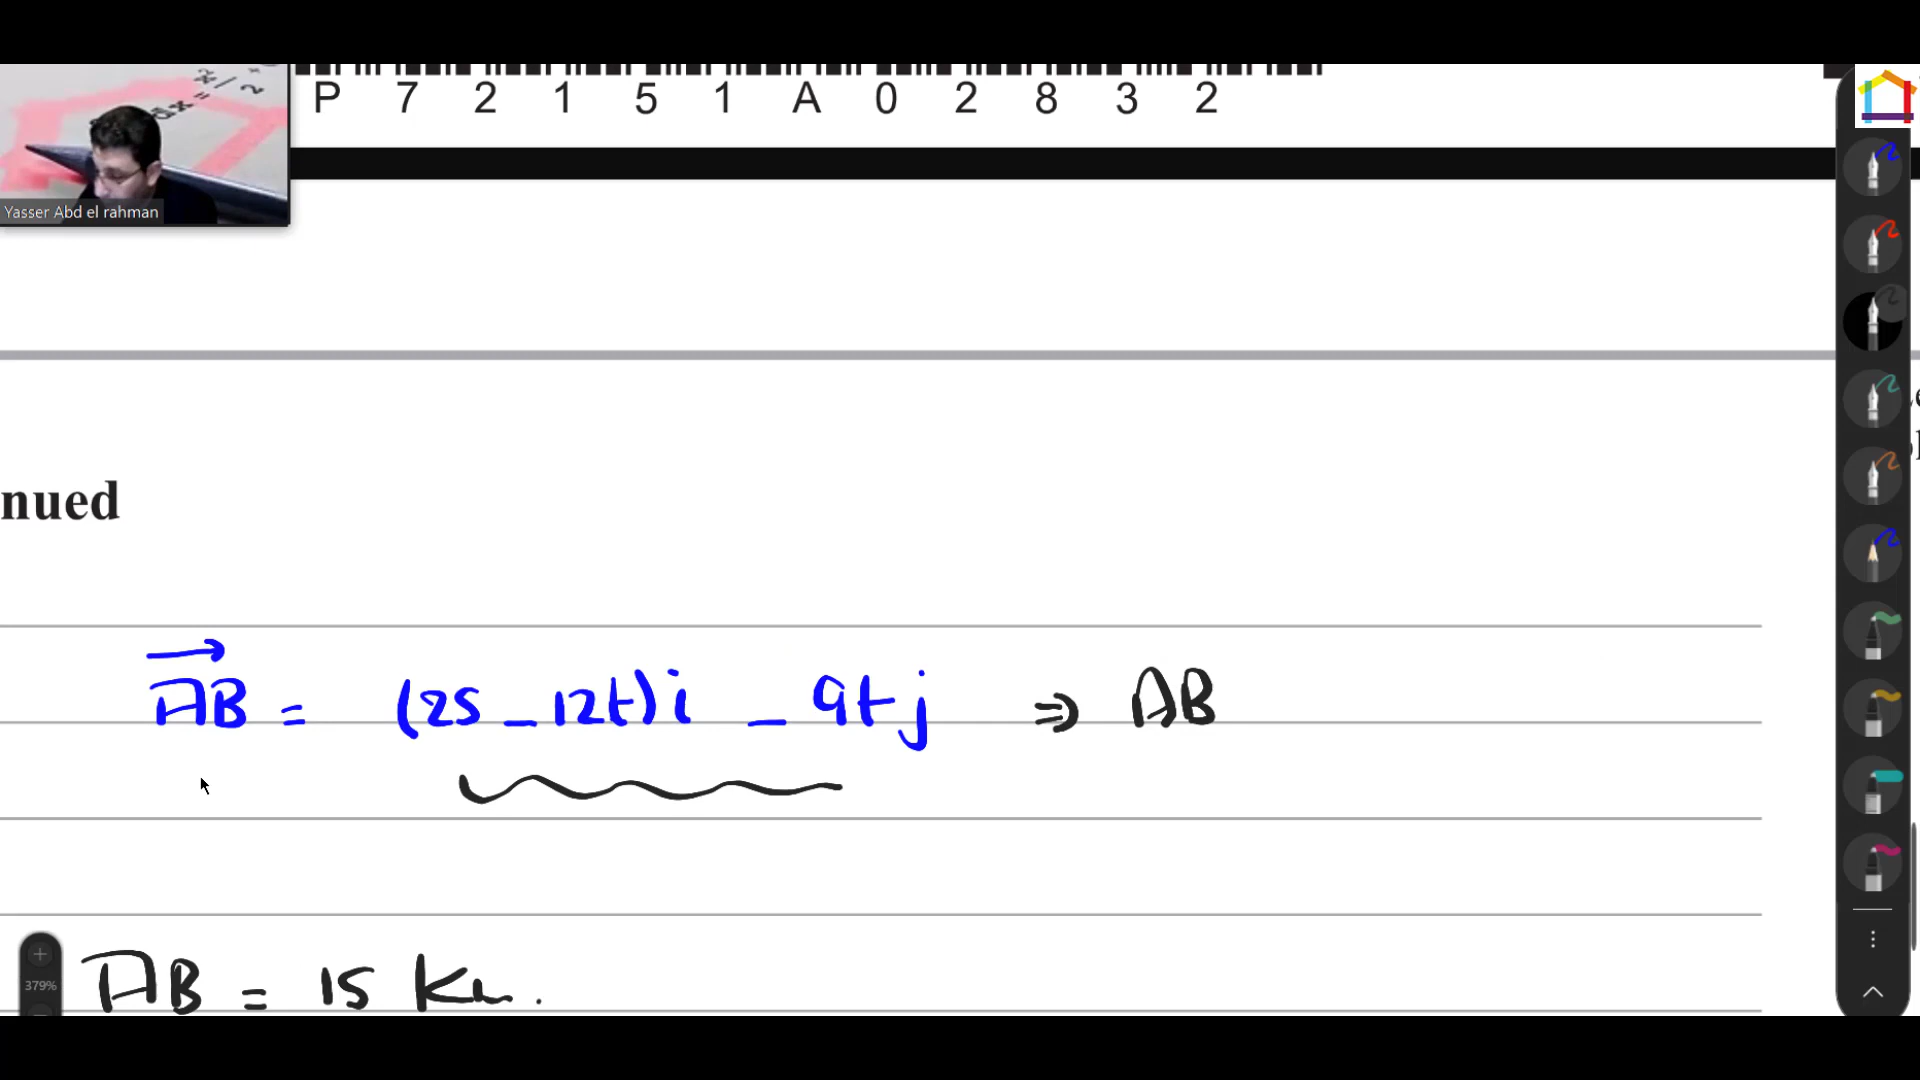 P 7 2 1 5 1 A 0 2 8 3 2
Yasser Abd el rahman
nued
AB = (25 - 12t)i - 9t j ⇒ AB
AB = 15 Km.
379%